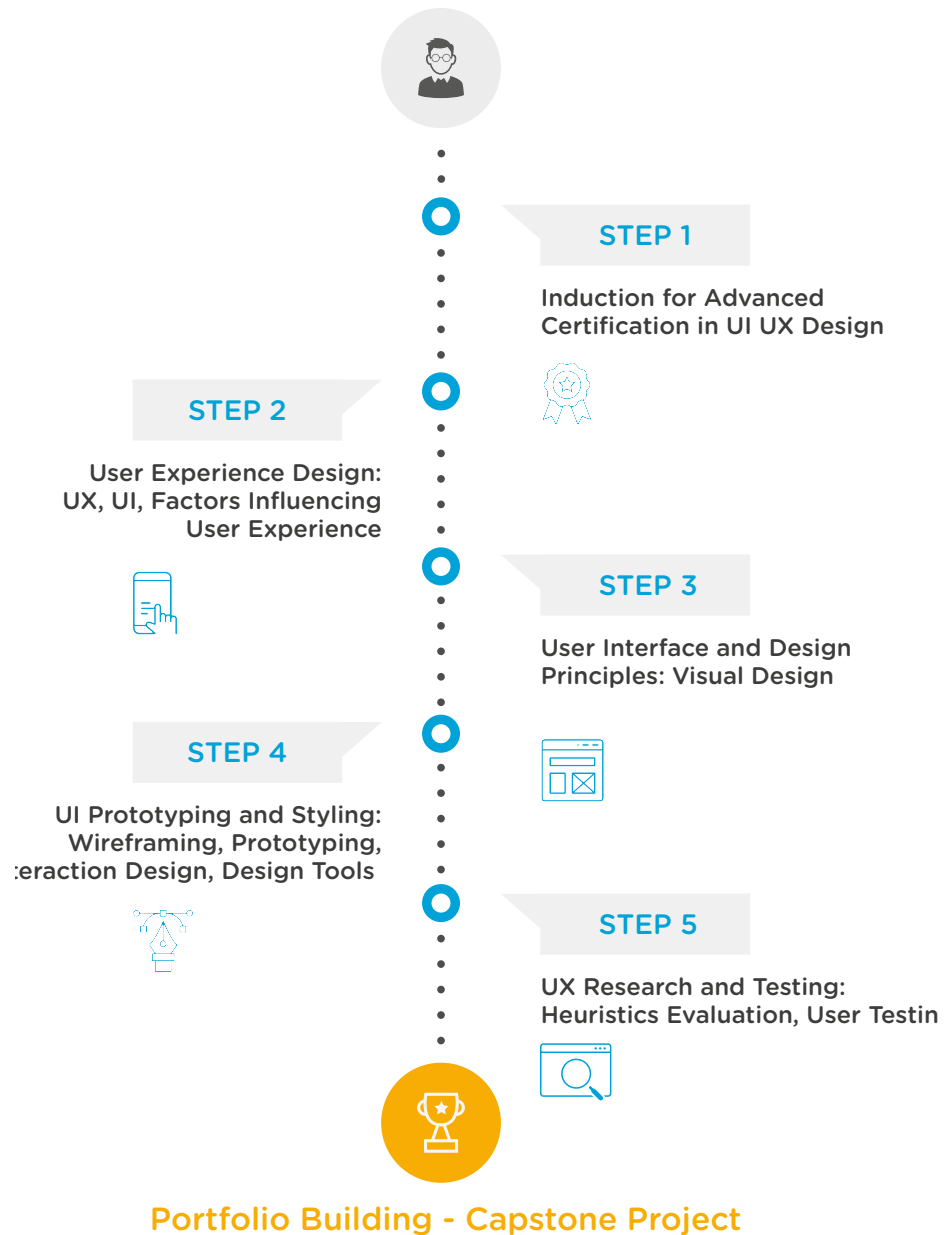 STEP 1
Induction for Advanced
Certification in UI UX Design
STEP 2
User Experience Design:
UX, UI, Factors Influencing
User Experience
STEP 3
User Interface and Design
Principles: Visual Design
STEP 4
UI Prototyping and Styling:
Wireframing, Prototyping,
teraction Design, Design Tools
STEP 5
UX Research and Testing:
Heuristics Evaluation, User Testin
Portfolio Building - Capstone Project